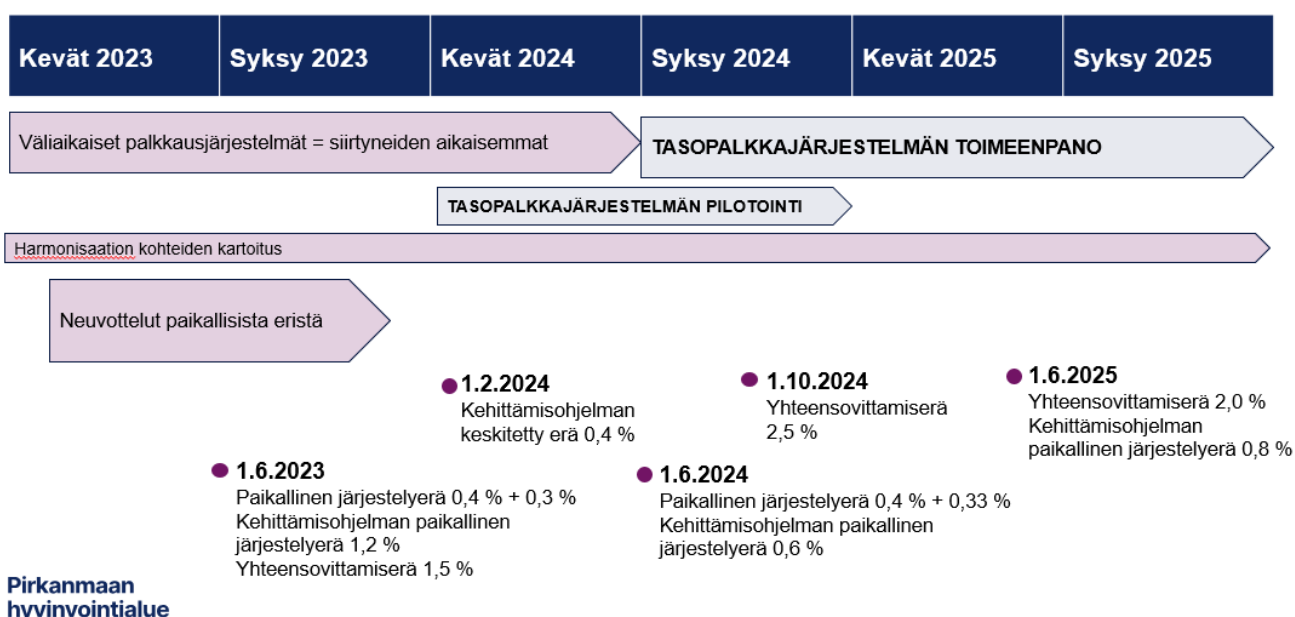 Kevät 2023
Syksy 2023
Kevät 2024
Syksy 2024
Kevät 2025
Syksy 2025
Väliaikaiset palkkausjärjestelmät = siirtyneiden aikaisemmat
TASOPALKKAJÄRJESTELMÄN TOIMEENPANO
TASOPALKKAJÄRJESTELMÄN PILOTOINTI
Harmonisaation kohteiden kartoitus
Neuvottelut paikallisista eristä
1.2.2024
Kehittämisohjelman
keskitetty erä 0,4 %
1.10.2024
Yhteensovittamiserä
2,5 %
1.6.2025
Yhteensovittamiserä 2,0 %
Kehittämisohjelman
paikallinen järjestelyerä 0,8 %
1.6.2023
Paikallinen järjestelyerä 0,4 % + 0,3 %
Kehittämisohjelman paikallinen
järjestelyerä 1,2 %
Yhteensovittamiserä 1,5 %
1.6.2024
Paikallinen järjestelyerä 0,4 % + 0,33 %
Kehittämisohjelman paikallinen
järjestelyerä 0,6 %
Pirkanmaan
hyvinvointialue